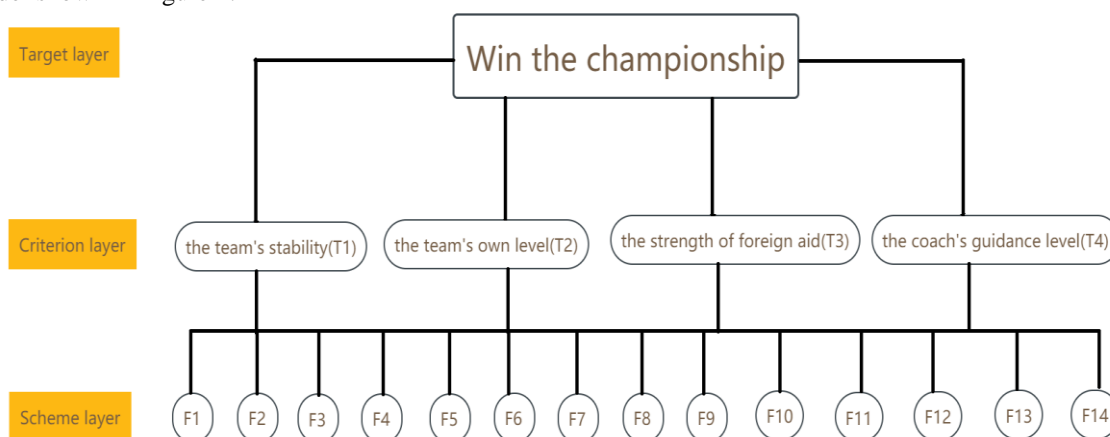 Target layer
Win the championship
Criterion layer
the team's stability(T1)
the team's own level(T2)
the strength of foreign aid(T3)
the coach's guidance level(T4)
Scheme layer
F1
F2
F3
F4
F5
F6
F7
F8
F9
F10
F11
F12
F13
F14